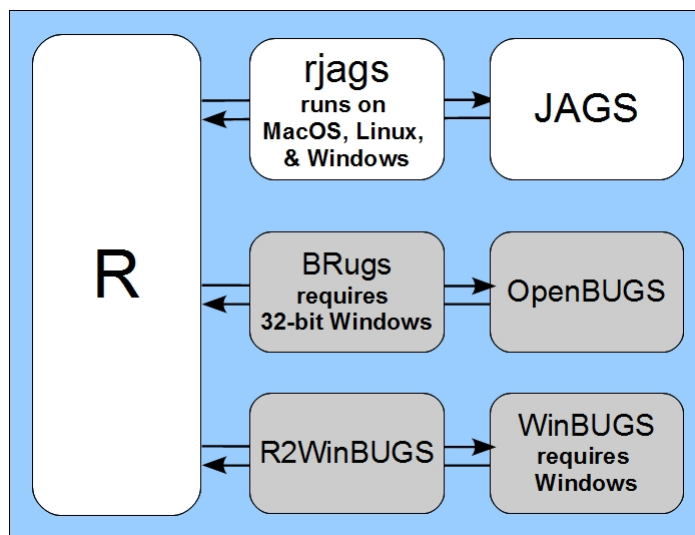 R
rjags
runs on
MacOS, Linux,
& Windows
JAGS
BRugs
requires
32-bit Windows
OpenBUGS
R2WinBUGS
WinBUGS
requires
Windows